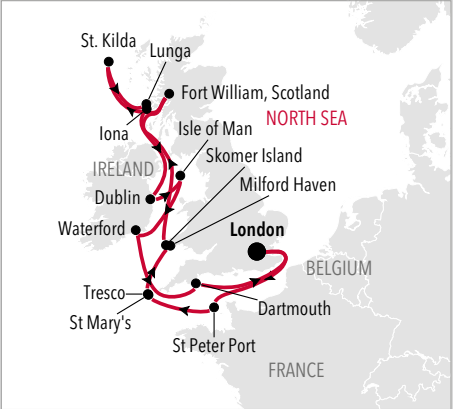 St. Kilda
Lunga
Fort William, Scotland
NORTH SEA
Iona
Isle of Man
Skomer Island
IRELAND
Milford Haven
Dublin
Waterford
London
BELGIUM
Tresco
Dartmouth
St Mary's
St Peter Port
FRANCE